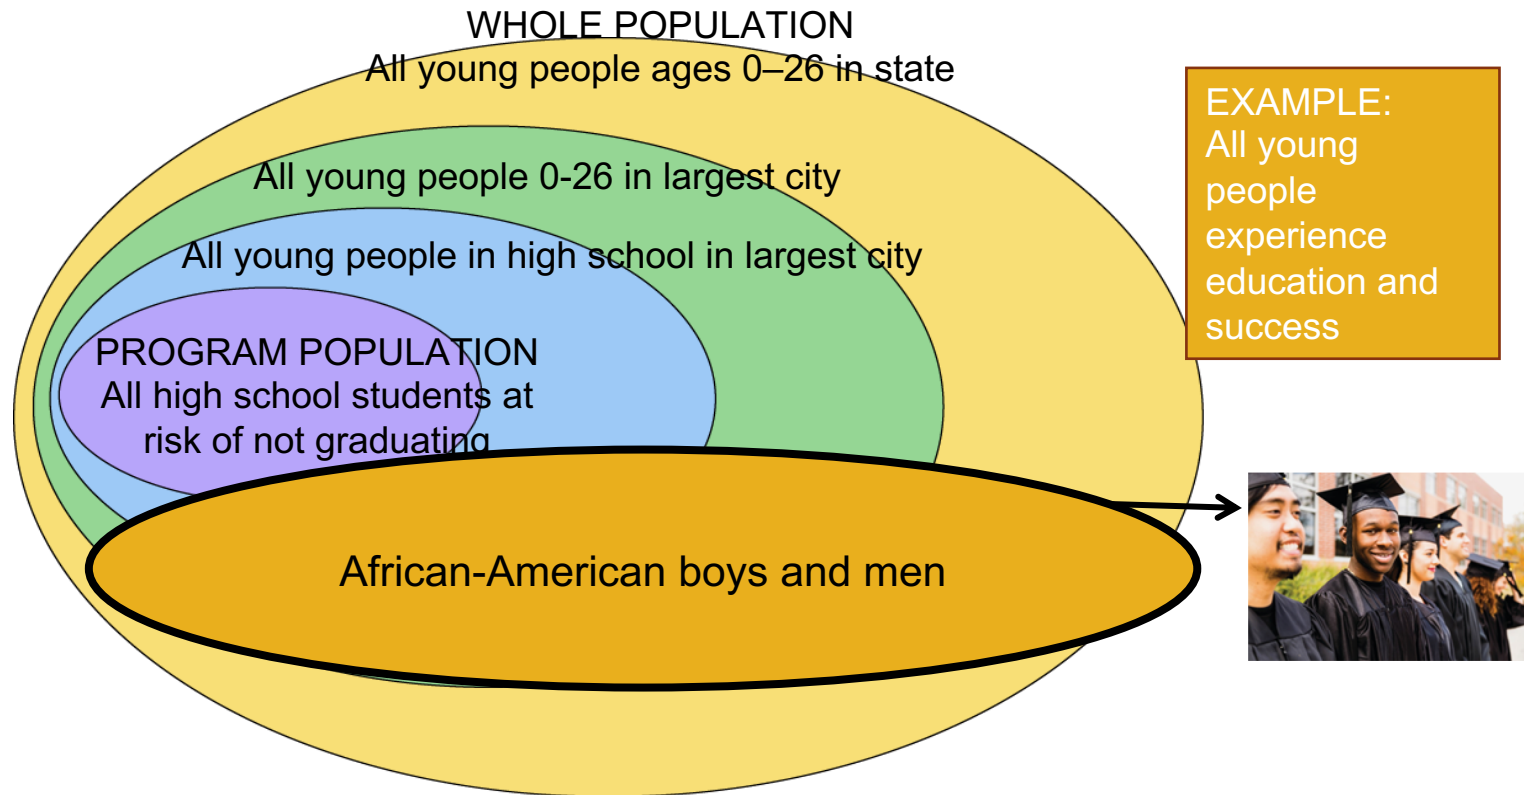 WHOLE POPULATION
All young people ages 0–26 in state
All young people 0-26 in largest city
All young people in high school in largest city
PROGRAM POPULATION
All high school students at
risk of not graduating
African-American boys and men
EXAMPLE:
All young
people
experience
education and
success